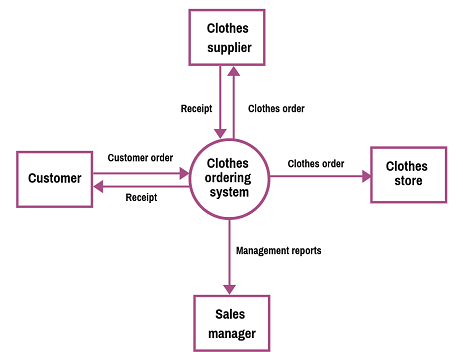 Clothes
supplier
Receipt
Clothes order
Customer order
Customer
Receipt
Clothes
ordering
system
Clothes order
Clothes
store
Management reports
Sales
manager